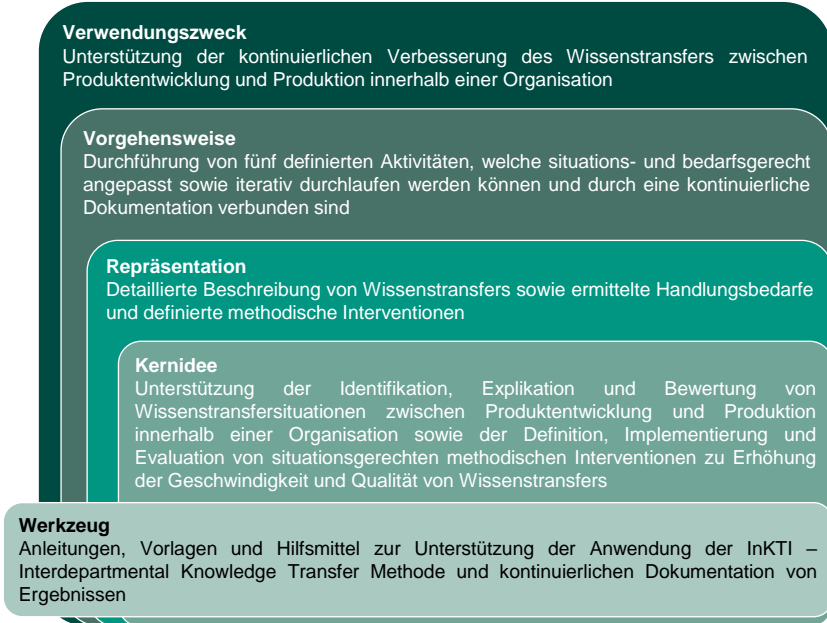 Verwendungszweck
Unterstützung der kontinuierlichen Verbesserung des Wissenstransfers zwischen
Produktentwicklung und Produktion innerhalb einer Organisation
Vorgehensweise
Durchführung von fünf definierten Aktivitäten, welche situations- und bedarfsgerecht
angepasst sowie iterativ durchlaufen werden können und durch eine kontinuierliche
Dokumentation verbunden sind
Repräsentation
Detaillierte Beschreibung von Wissenstransfers sowie ermittelte Handlungsbedarfe
und definierte methodische Interventionen
Kernidee
Unterstützung der Identifikation, Explikation und Bewertung von
Wissenstransfersituationen zwischen Produktentwicklung und Produktion
innerhalb einer Organisation sowie der Definition, Implementierung und
Evaluation von situationsgerechten methodischen Interventionen zu Erhöhung
der Geschwindigkeit und Qualität von Wissenstransfers
Werkzeug
Anleitungen, Vorlagen und Hilfsmittel zur Unterstützung der Anwendung der InKTI –
Interdepartmental Knowledge Transfer Methode und kontinuierlichen Dokumentation von
Ergebnissen